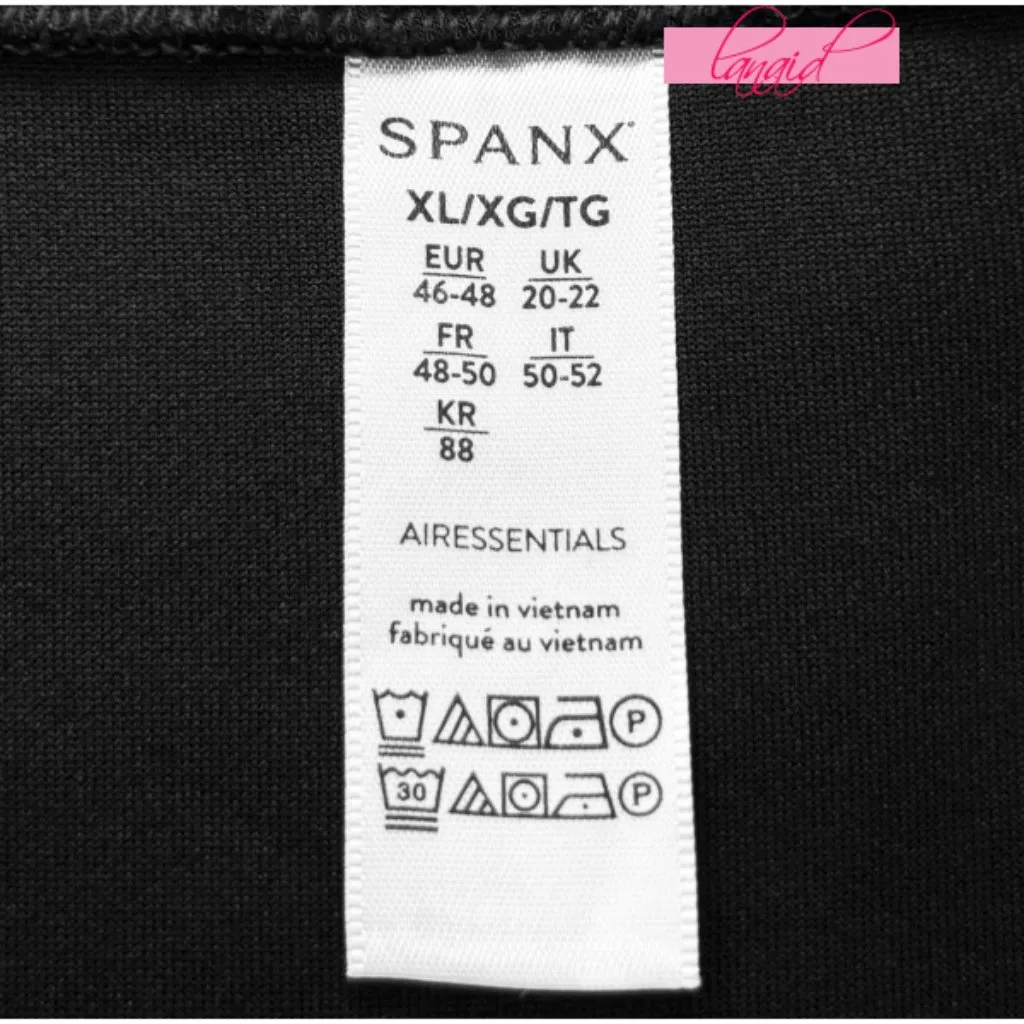 lanaid
SPANX®
XL/XG/TG
EUR UK
46-48 20-22
FR IT
48-50 50-52
KR
88
AIRESSENTIALS
made in vietnam
fabriqué au vietnam
P
30 P